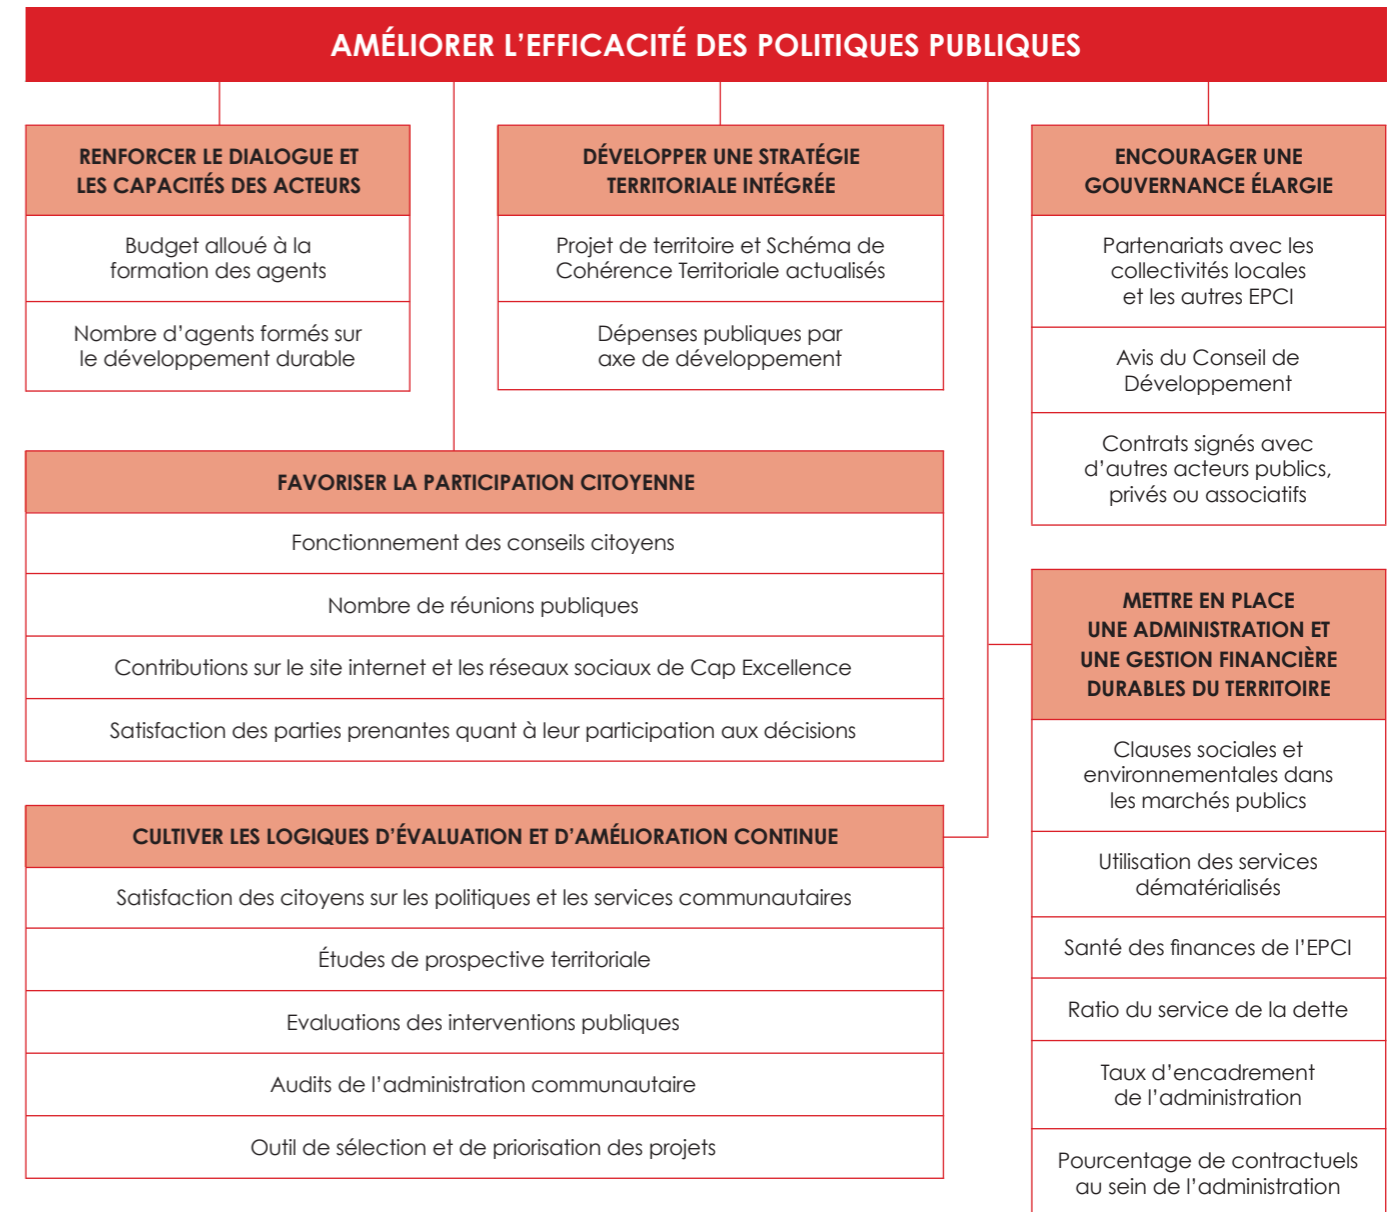 AMÉLIORER L'EFFICACITÉ DES POLITIQUES PUBLIQUES
RENFORCER LE DIALOGUE ET
LES CAPACITÉS DES ACTEURS
Budget alloué à la
formation des agents
Nombre d'agents formés sur
le développement durable
DÉVELOPPER UNE STRATÉGIE
TERRITORIALE INTÉGRÉE
Projet de territoire et Schéma de
Cohérence Territoriale actualisés
Dépenses publiques par
axe de développement
ENCOURAGER UNE
GOUVERNANCE ÉLARGIE
Partenariats avec les
collectivités locales
et les autres EPCI
Avis du Conseil de
Développement
Contrats signés avec
d'autres acteurs publics,
privés ou associatifs
FAVORISER LA PARTICIPATION CITOYENNE
Fonctionnement des conseils citoyens
Nombre de réunions publiques
Contributions sur le site internet et les réseaux sociaux de Cap Excellence
Satisfaction des parties prenantes quant à leur participation aux décisions
CULTIVER LES LOGIQUES D'ÉVALUATION ET D'AMÉLIORATION CONTINUE
Satisfaction des citoyens sur les politiques et les services communautaires
Études de prospective territoriale
Evaluations des interventions publiques
Audits de l'administration communautaire
Outil de sélection et de priorisation des projets
METTRE EN PLACE
UNE ADMINISTRATION ET
UNE GESTION FINANCIÈRE
DURABLES DU TERRITOIRE
Clauses sociales et
environnementales dans
les marchés publics
Utilisation des services
dématérialisés
Santé des finances de l'EPCI
Ratio du service de la dette
Taux d'encadrement
de l'administration
Pourcentage de contractuels
au sein de l'administration